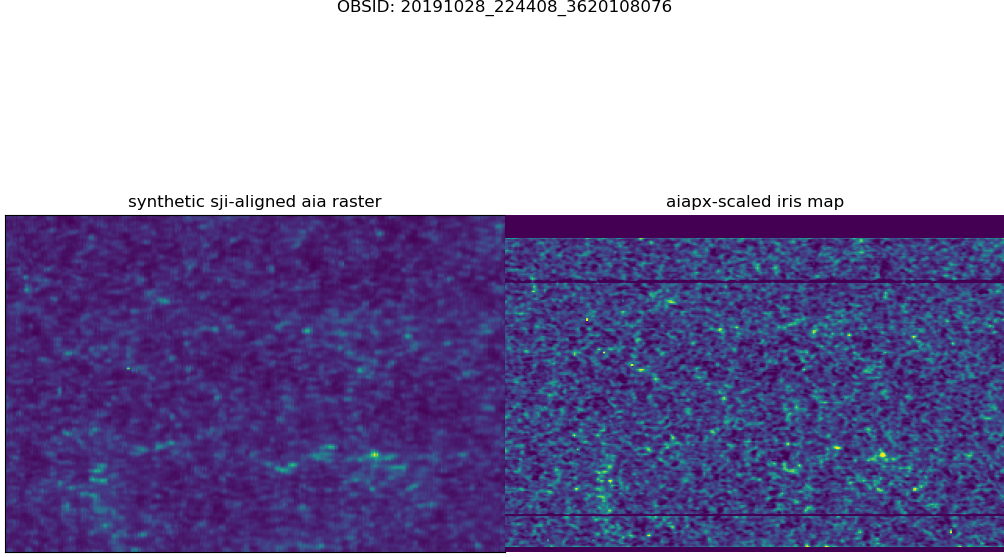 OBSID: 20191028_224408_3620108076
synthetic sji-aligned aia raster
aiapx-scaled iris map